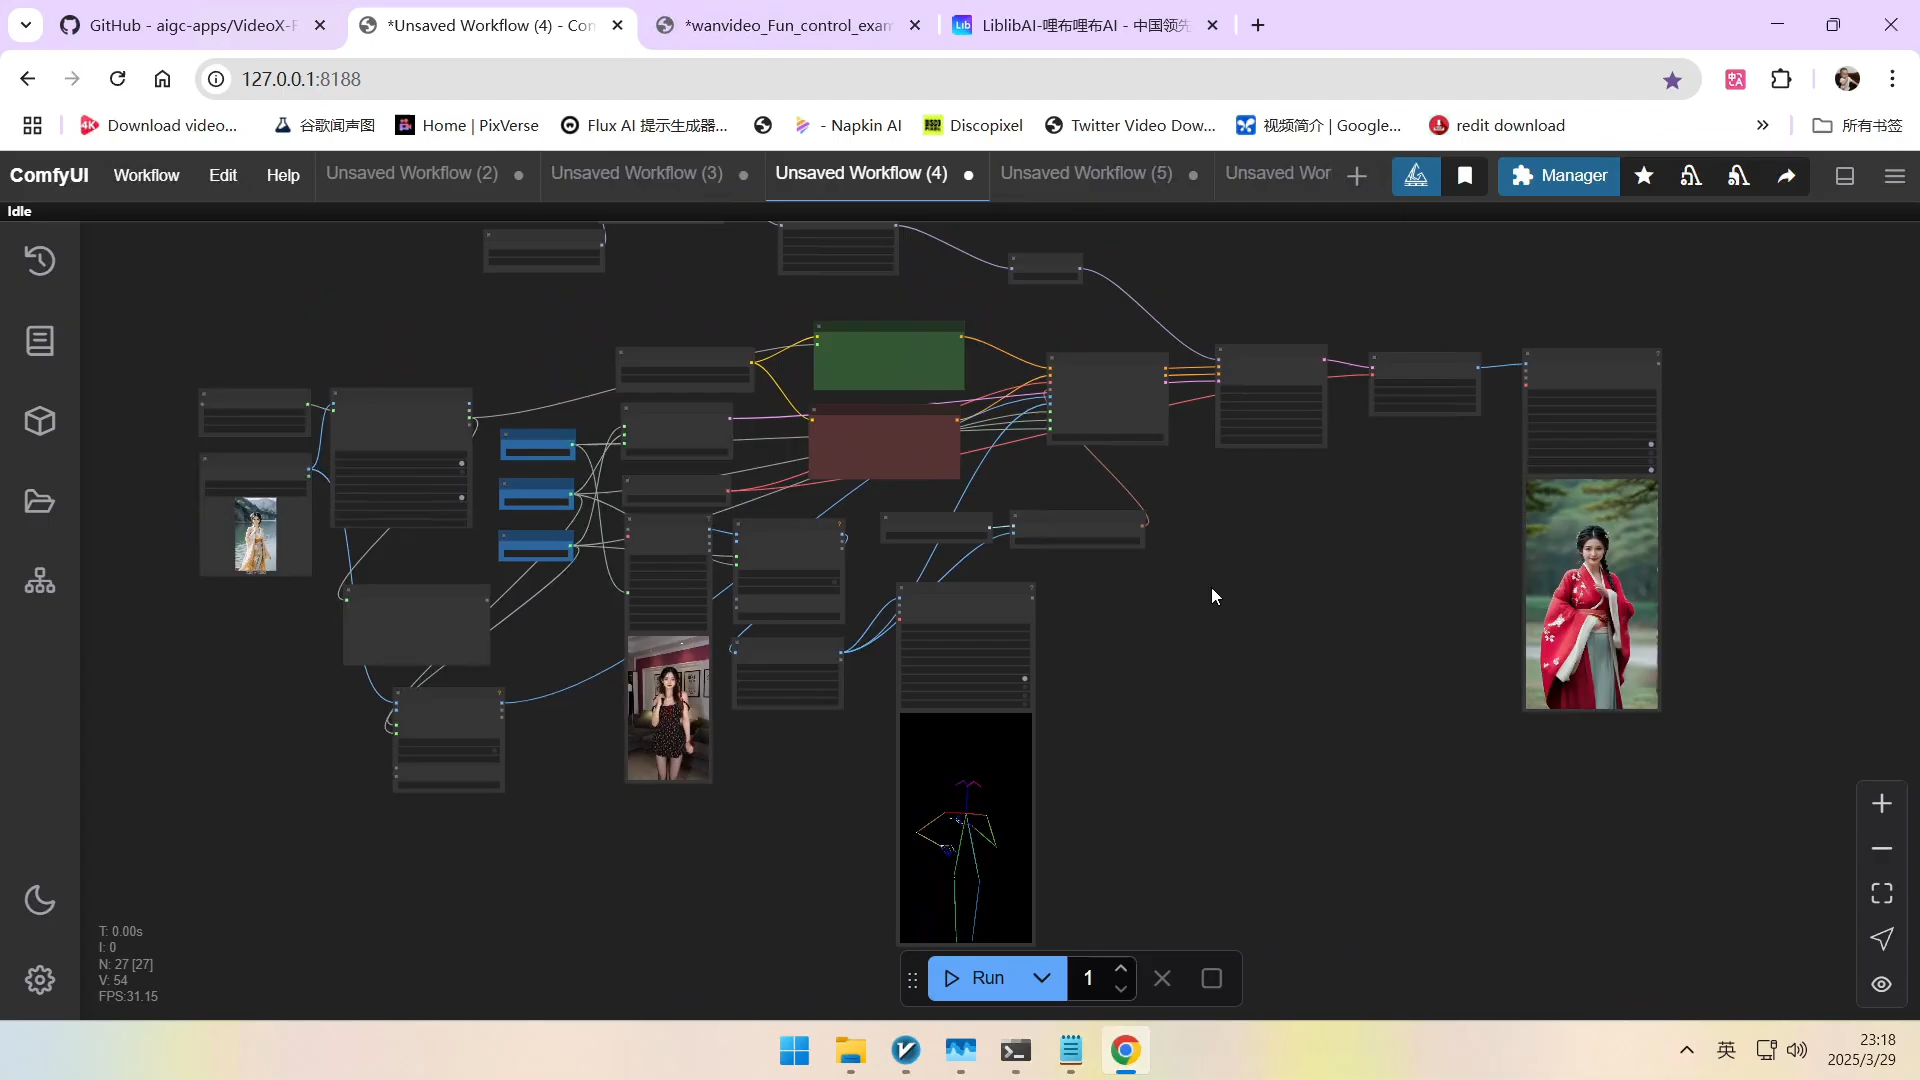 GitHub - aigc-apps/VideoX-F
*Unsaved Workflow (4) - Con
*wanvideo_Fun_control_exam
Lib
LiblibAI-哩布哩布AI - 中国领先
127.0.0.1:8188
4K
Download video...
谷歌闻声图
Home | PixVerse
Flux AI 提示生成器...
- Napkin AI
Discopixel
Twitter Video Dow...
视频简介 | Google...
redit download
所有书签
ComfyUI
Workflow
Edit
Help
Unsaved Workflow (2)
Unsaved Workflow (3)
Unsaved Workflow (4)
Unsaved Workflow (5)
Unsaved Wor
Manager
Idle
T: 0.00s
I: 0
N: 27 [27]
V: 54
FPS:31.15
Run
1
英
23:18
2025/3/29